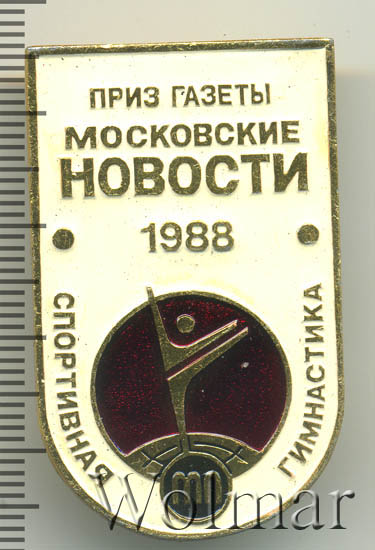 ПРИЗ ГАЗЕТЫ
МОСКОВСКИЕ
НОВОСТИ
1988
СПОРТИВНАЯ
ГИМНАСТИКА
Wolmar